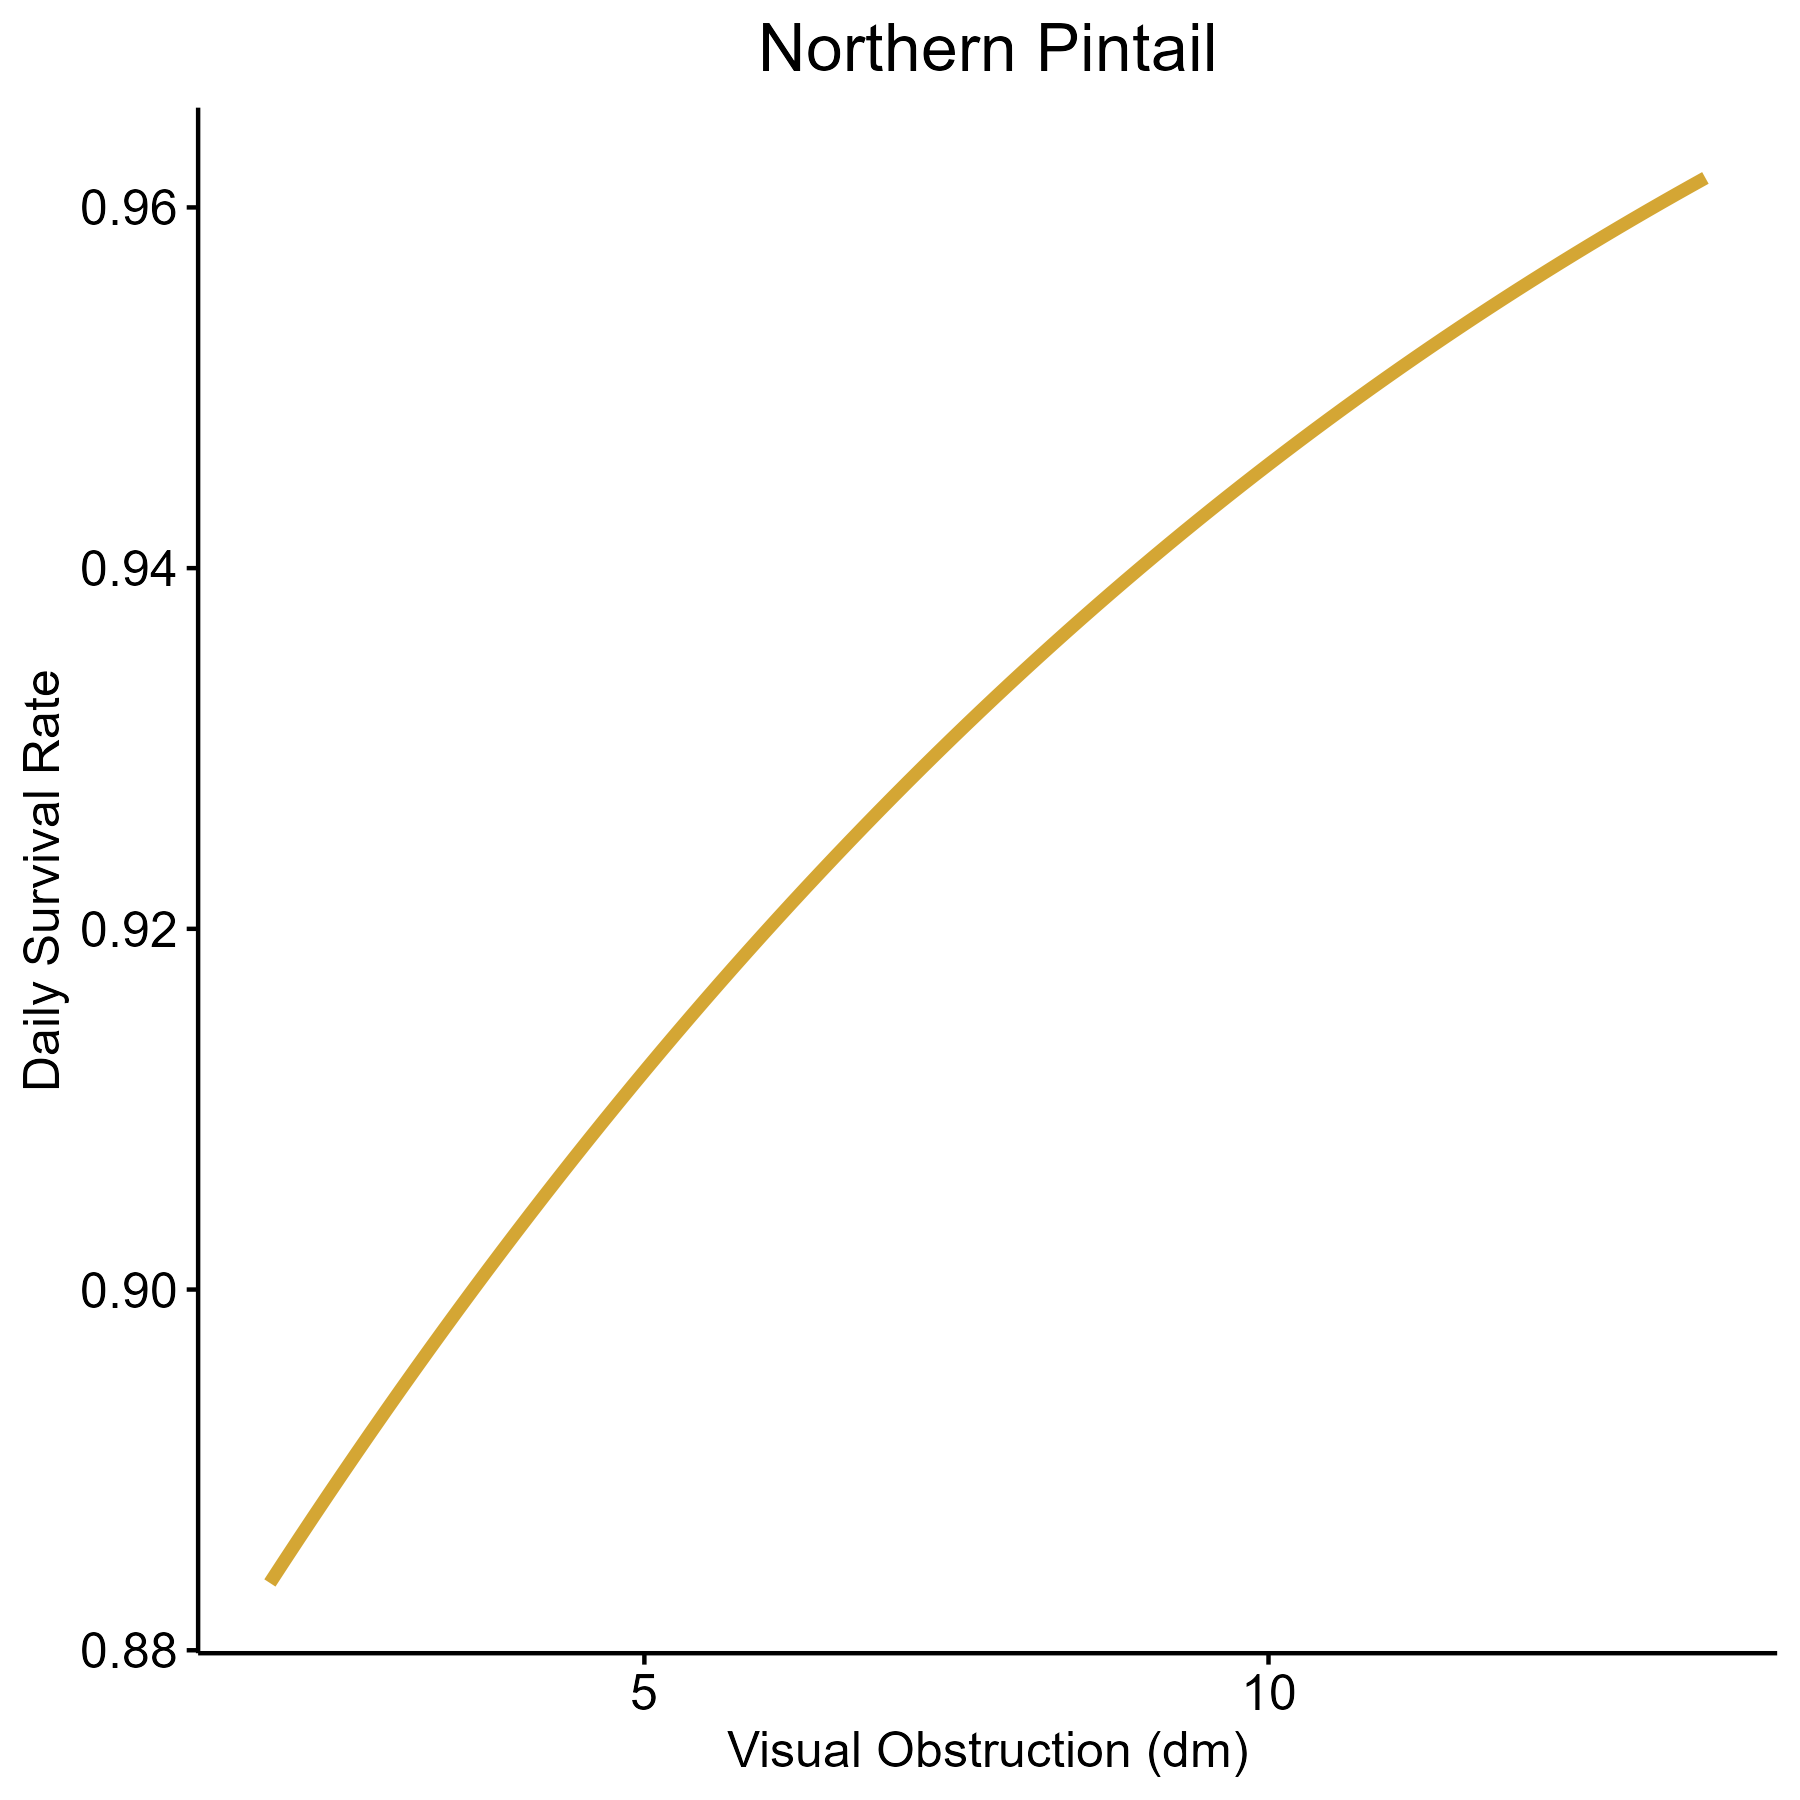 Northern Pintail
0.96
0.94
0.92
0.90
0.88
Daily Survival Rate
5 10
Visual Obstruction (dm)